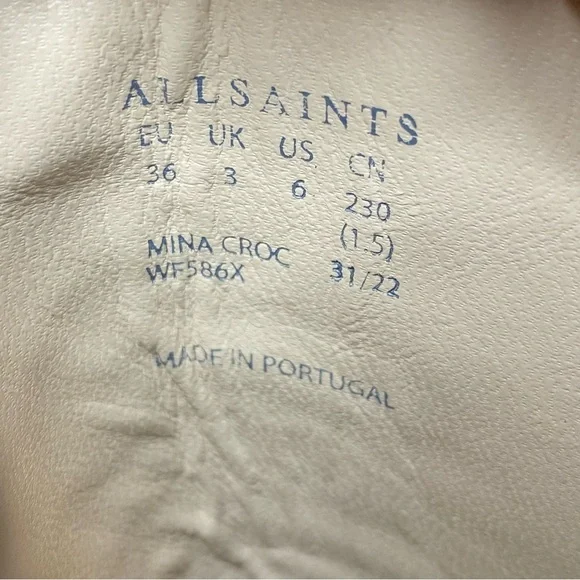 ALLSAINTS
EU UK US CN
36 3 6 230
(1.5)
MINA CROC 31/22
WF586X
MADE IN PORTUGAL